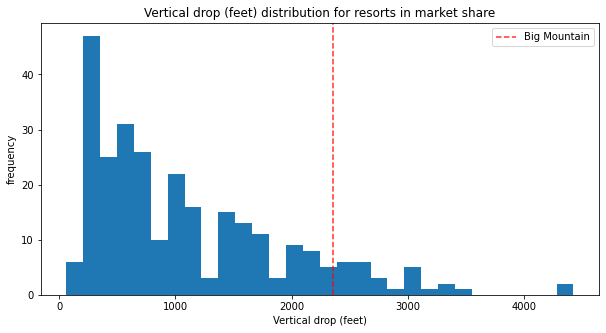 Vertical drop (feet) distribution for resorts in market share
Big Mountain
frequency
40
30
20
10
0
0 1000 2000 3000 4000
Vertical drop (feet)